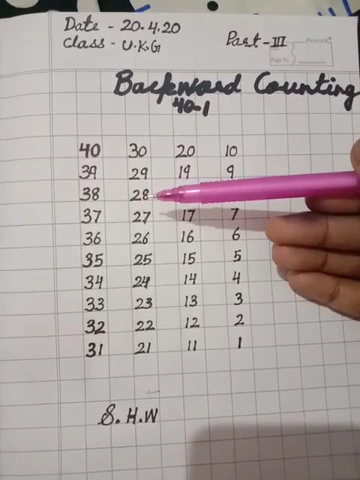 Date - 20.4.20
Class - U.K.G Part - III
Backward Counting
40-1
40 30 20 10
39 29 19 9
38 28
37 27 17 7
36 26 16 6
35 25 15 5
34 24 14 4
33 23 13 3
32 22 12 2
31 21 11 1
S.H.W